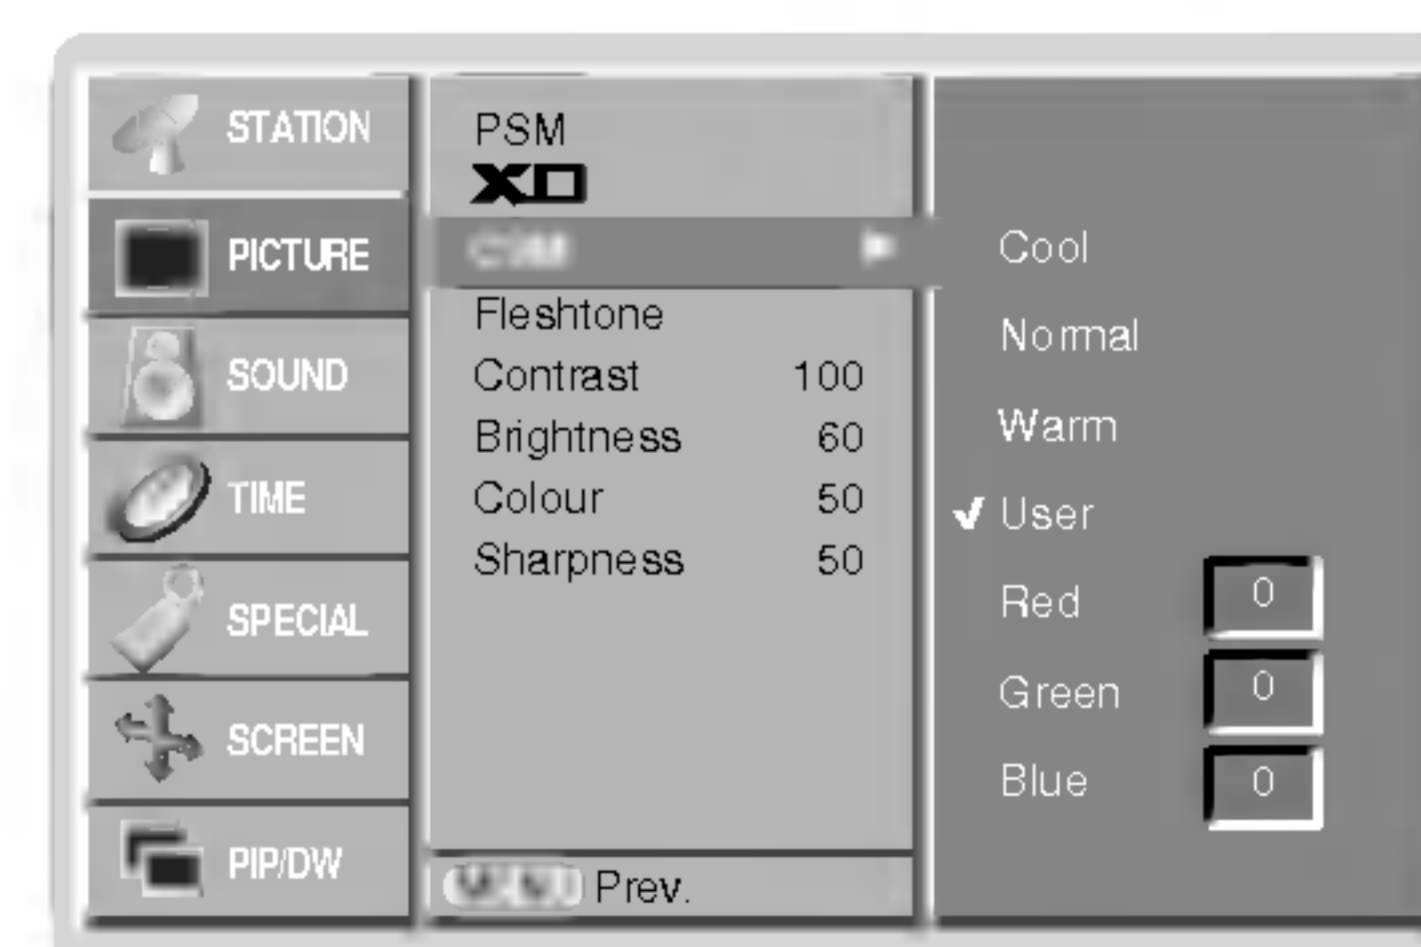 STATION
PICTURE
SOUND
TIME
SPECIAL
SCREEN
PIP/DW
PSM
XD
Fleshtone
Contrast 100
Brightness 60
Colour 50
Sharpness 50
Prev.
Cool
Normal
Warm
✓ User
Red 0
Green 0
Blue 0